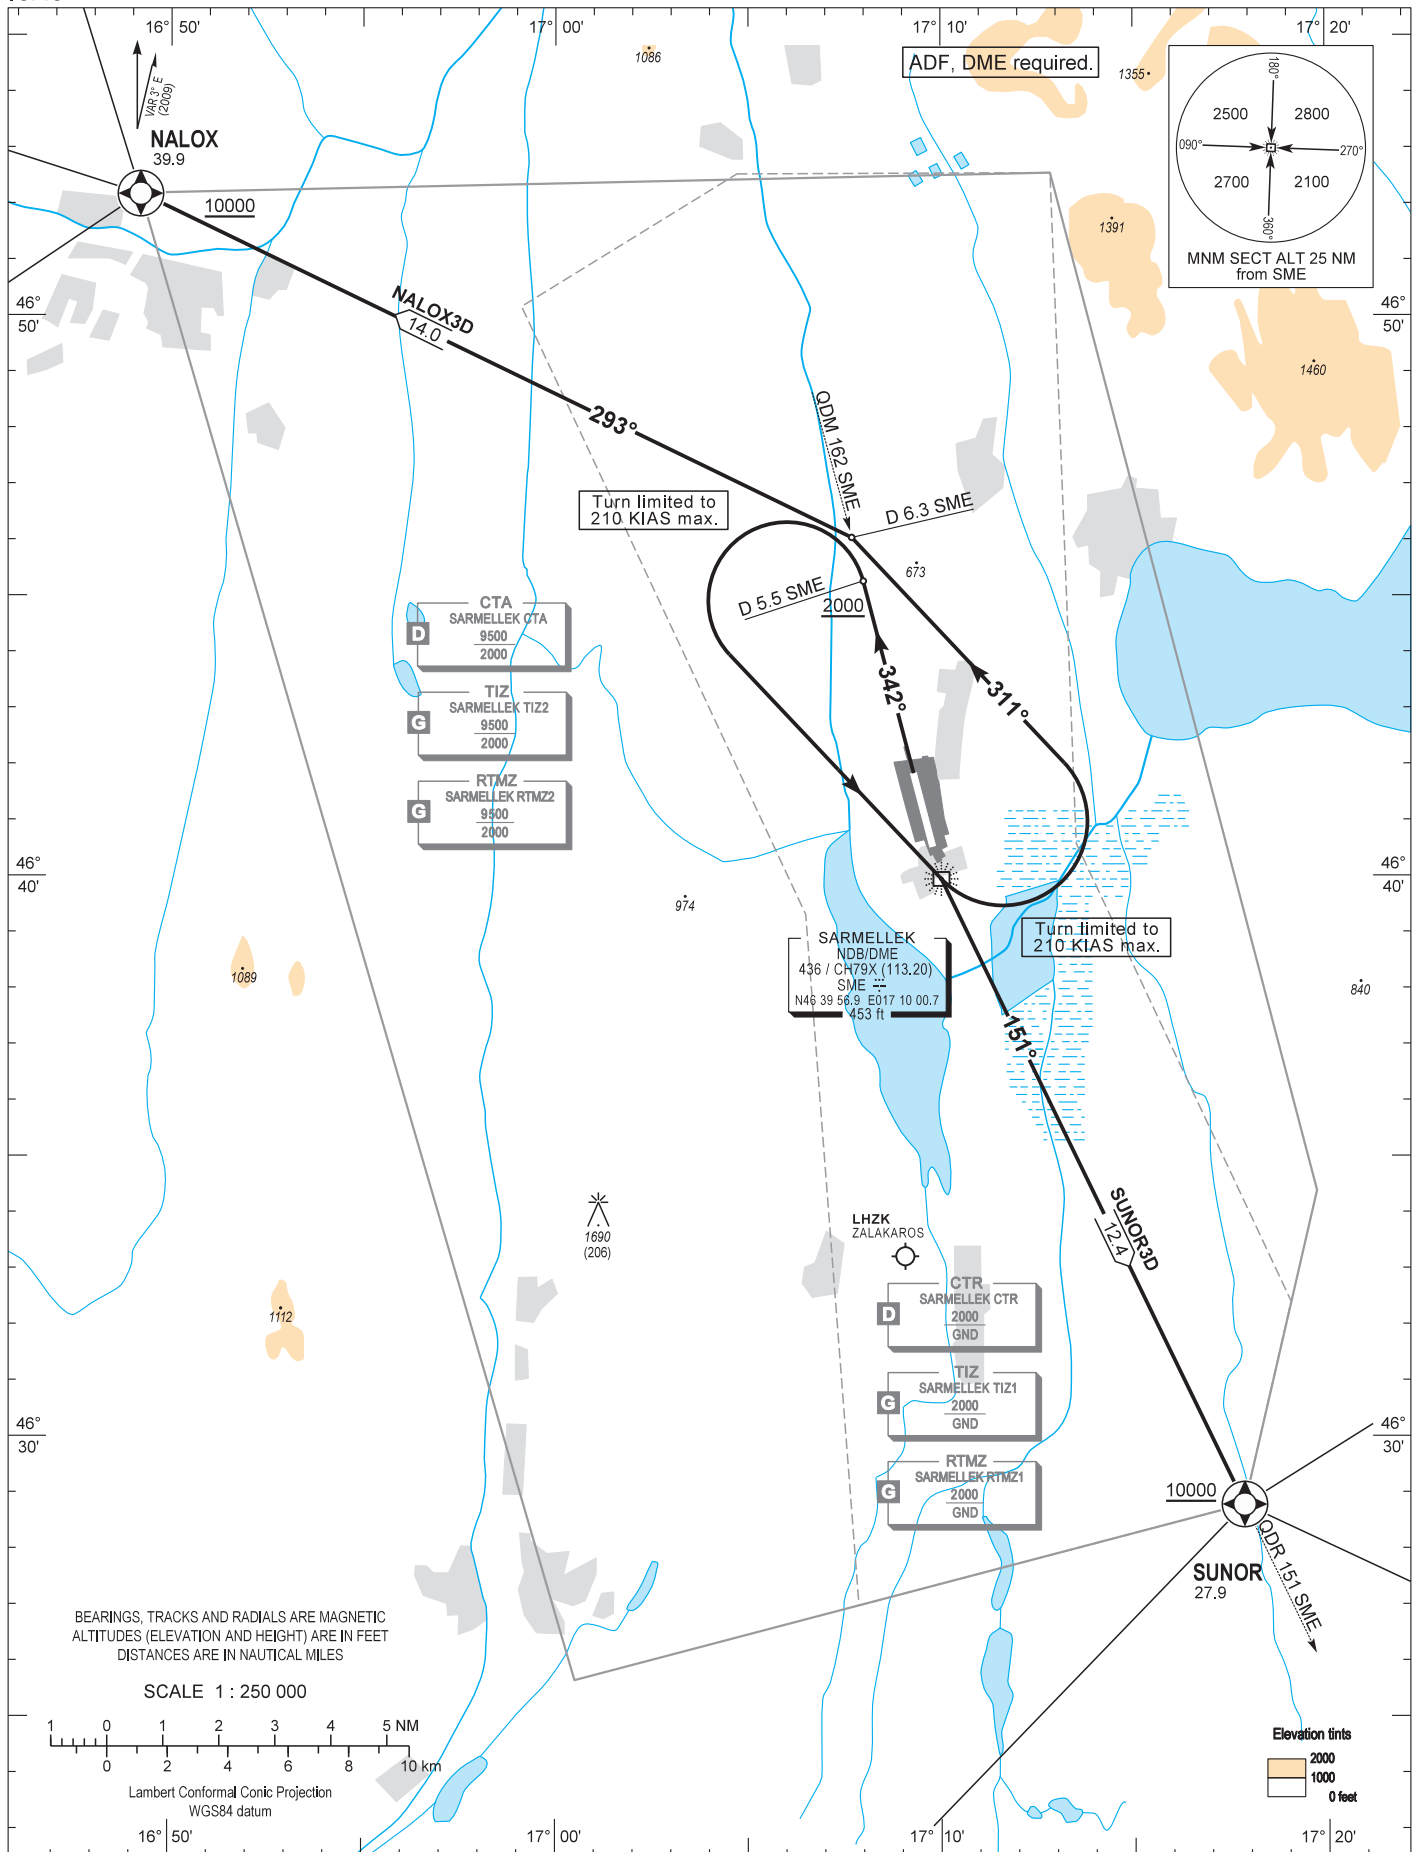 16° 50'
17° 00'
17° 10'
17° 20'
VAR 3° E
(2009)
NALOX
39.9
10000
1086
ADF, DME required.
1355
180°
2500
2800
090°
270°
2700
2100
360°
MNM SECT ALT 25 NM
from SME
1391
46°
50'
46°
50'
NALOX3D
14.0
1460
293°
QDM 162 SME
Turn limited to
210 KIAS max.
D 6.3 SME
673
D 5.5 SME
2000
CTA
SARMELLEK CTA
D
9500
2000
TIZ
SARMELLEK TIZ2
G
9500
2000
RTMZ
SARMELLEK RTMZ2
G
9500
2000
342°
311°
46°
40'
46°
40'
974
1089
840
SARMELLEK
NDB/DME
436 / CH79X (113.20)
SME
N46 39 56.9 E017 10 00.7
453 ft
Turn limited to
210 KIAS max.
151°
1690
(206)
LHZK
ZALAKAROS
SUNOR3D
12.4
1112
CTR
SARMELLEK CTR
D
2000
GND
TIZ
SARMELLEK TIZ1
G
2000
GND
RTMZ
SARMELLEK RTMZ1
G
2000
GND
46°
30'
46°
30'
10000
SUNOR
27.9
QDR 151 SME
BEARINGS, TRACKS AND RADIALS ARE MAGNETIC
ALTITUDES (ELEVATION AND HEIGHT) ARE IN FEET
DISTANCES ARE IN NAUTICAL MILES
SCALE 1 : 250 000
1 0 1 2 3 4 5 NM
0 2 4 6 8 10 km
Lambert Conformal Conic Projection
WGS84 datum
Elevation tints
2000
1000
0 feet
16° 50'
17° 00'
17° 10'
17° 20'